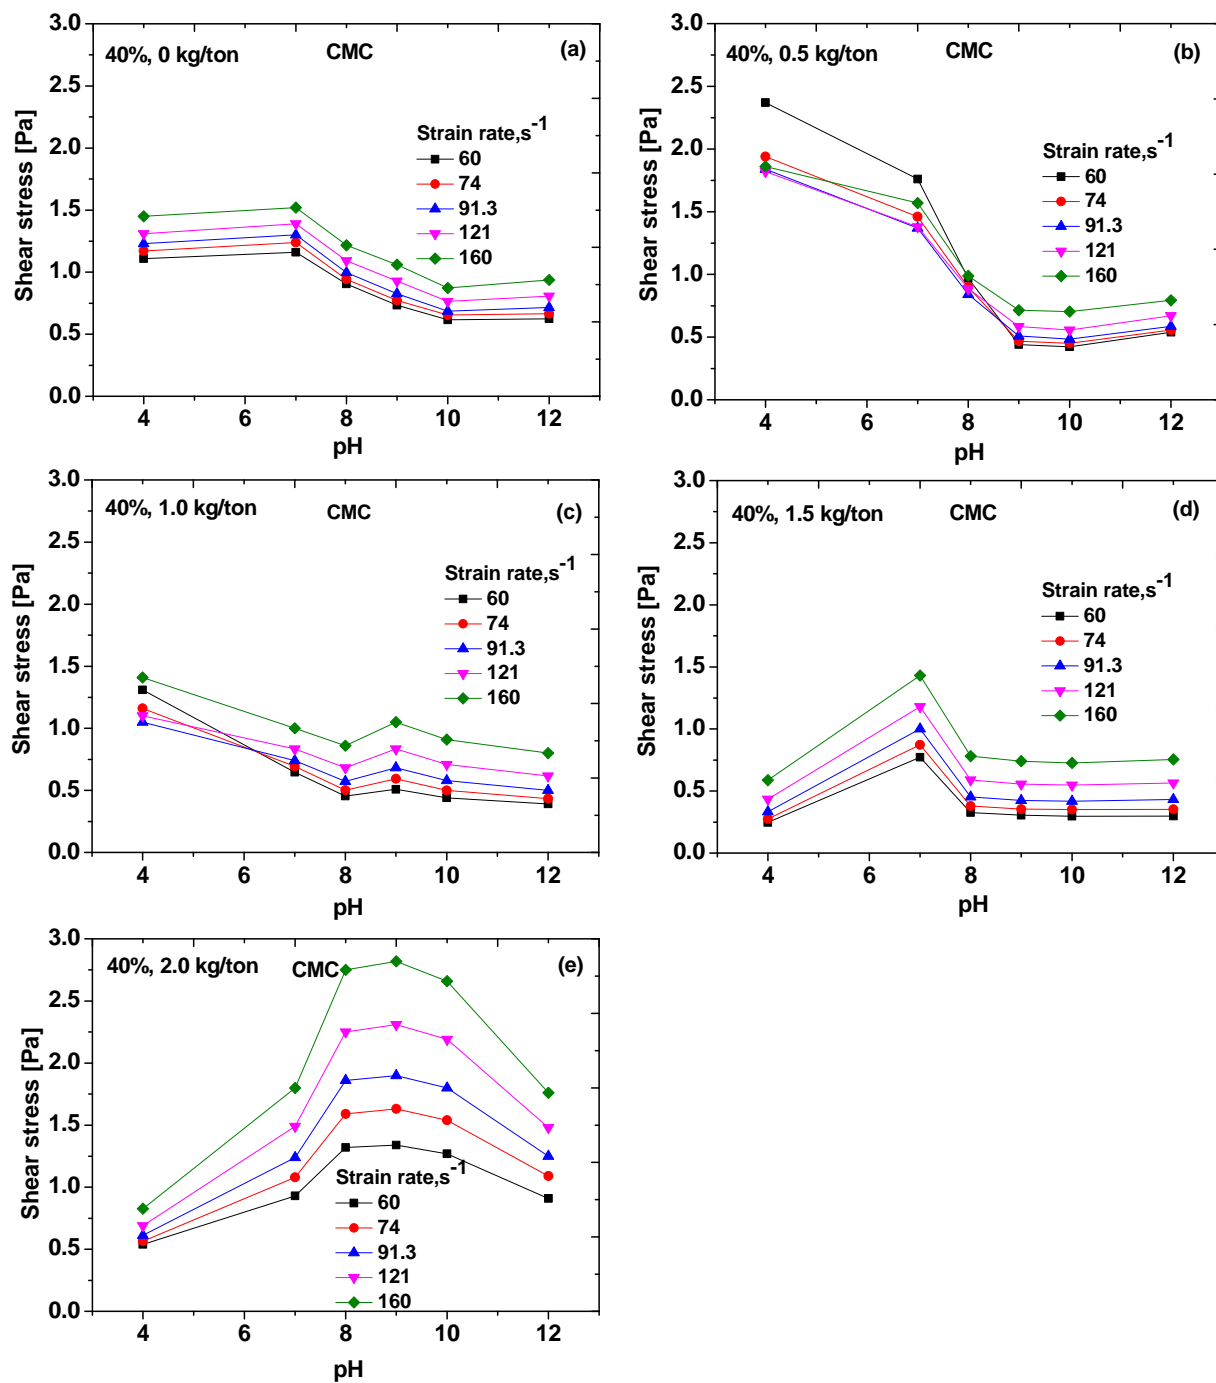 40%, 0 kg/ton
CMC
(a)
Shear stress [Pa]
3.0
2.5
2.0
1.5
1.0
0.5
0.0
Strain rate,s-1
60
74
91.3
121
160
4 6 8 10 12
pH
40%, 0.5 kg/ton
CMC
(b)
Shear stress [Pa]
3.0
2.5
2.0
1.5
1.0
0.5
0.0
Strain rate,s-1
60
74
91.3
121
160
4 6 8 10 12
pH
40%, 1.0 kg/ton
CMC
(c)
Shear stress [Pa]
3.0
2.5
2.0
1.5
1.0
0.5
0.0
Strain rate,s-1
60
74
91.3
121
160
4 6 8 10 12
pH
40%, 1.5 kg/ton
CMC
(d)
Shear stress [Pa]
3.0
2.5
2.0
1.5
1.0
0.5
0.0
Strain rate,s-1
60
74
91.3
121
160
4 6 8 10 12
pH
40%, 2.0 kg/ton
CMC
(e)
Shear stress [Pa]
3.0
2.5
2.0
1.5
1.0
0.5
0.0
Strain rate,s-1
60
74
91.3
121
160
4 6 8 10 12
pH